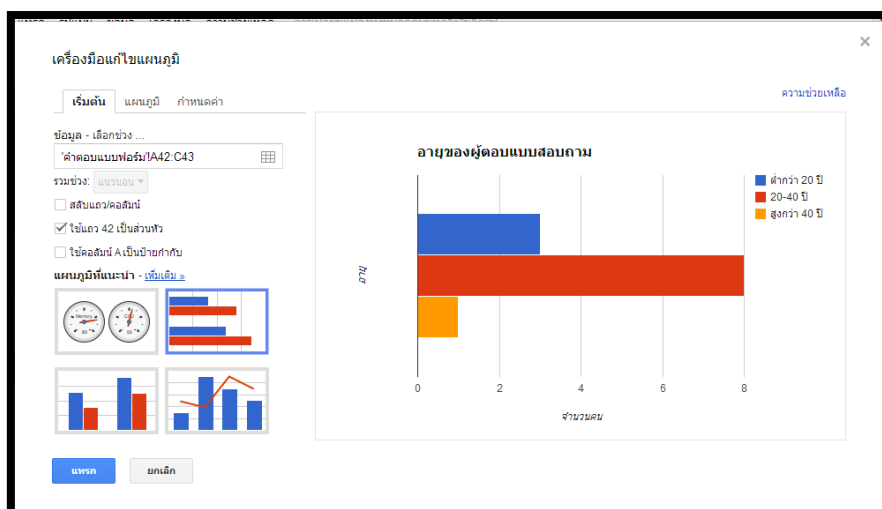 เครื่องมือแก้ไขแผนภูมิ
×
ความช่วยเหลือ
เริ่มต้น แผนภูมิ กำหนดค่า
ข้อมูล - เลือกช่วง ...
'คำตอบแบบฟอร์ม'!A42:C43
รวมช่วง: แนวนอน
สลับแถว/คอลัมน์
ใช้แถว 42 เป็นส่วนหัว
ใช้คอลัมน์ A เป็นป้ายกำกับ
แผนภูมิที่แนะนำ - เพิ่มเติม »
Memory
แทรก ยกเลิก
อายุของผู้ตอบแบบสอบถาม
ต่ำกว่า 20 ปี
20-40 ปี
สูงกว่า 40 ปี
อายุ
0 2 4 6 8
จำนวนคน